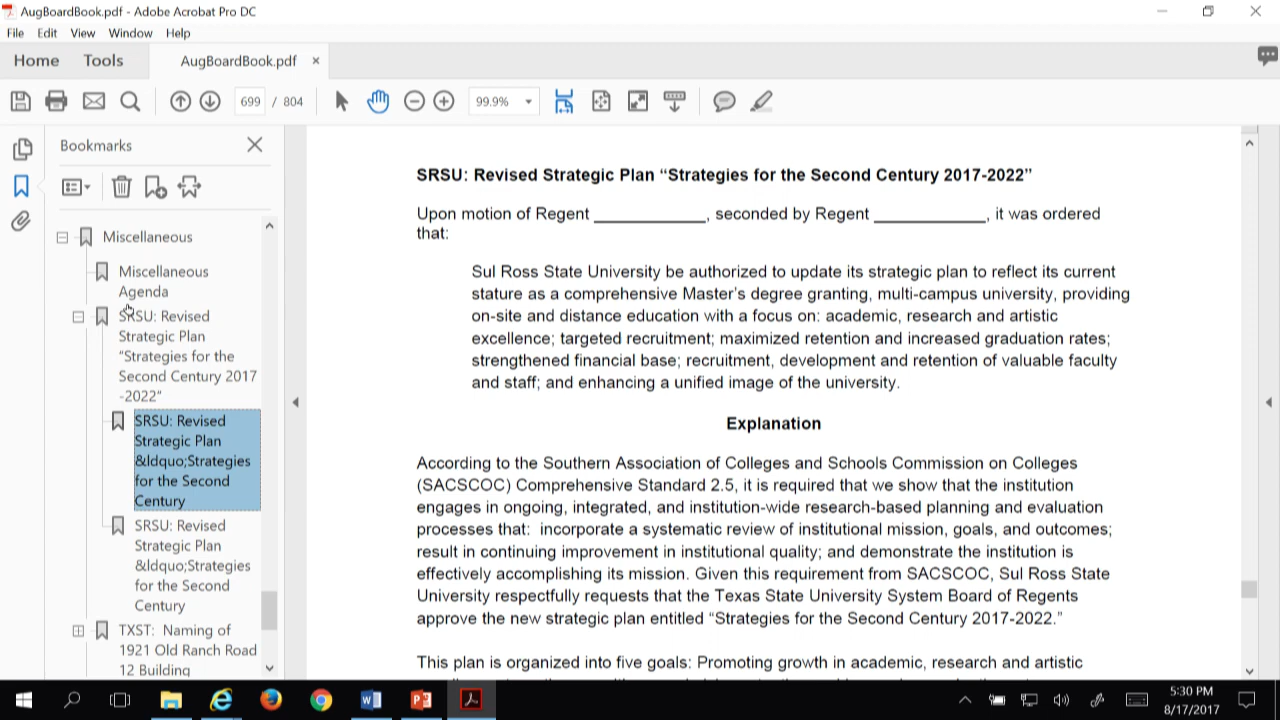 AugBoardBook.pdf - Adobe Acrobat Pro DC
File Edit View Window Help
Home Tools AugBoardBook.pdf ×
699 / 804 99.9%
Bookmarks
Miscellaneous
Miscellaneous
Agenda
SRSU: Revised
Strategic Plan
"Strategies for the
Second Century 2017
-2022"
SRSU: Revised
Strategic Plan
&ldquo;Strategies
for the Second
Century
SRSU: Revised
Strategic Plan
&ldquo;Strategies
for the Second
Century
TXST: Naming of
1921 Old Ranch Road
12 Building
SRSU: Revised Strategic Plan “Strategies for the Second Century 2017-2022”
Upon motion of Regent ____________, seconded by Regent ____________, it was ordered
that:
Sul Ross State University be authorized to update its strategic plan to reflect its current
stature as a comprehensive Master’s degree granting, multi-campus university, providing
on-site and distance education with a focus on: academic, research and artistic
excellence; targeted recruitment; maximized retention and increased graduation rates;
strengthened financial base; recruitment, development and retention of valuable faculty
and staff; and enhancing a unified image of the university.
Explanation
According to the Southern Association of Colleges and Schools Commission on Colleges
(SACSCOC) Comprehensive Standard 2.5, it is required that we show that the institution
engages in ongoing, integrated, and institution-wide research-based planning and evaluation
processes that: incorporate a systematic review of institutional mission, goals, and outcomes;
result in continuing improvement in institutional quality; and demonstrate the institution is
effectively accomplishing its mission. Given this requirement from SACSCOC, Sul Ross State
University respectfully requests that the Texas State University System Board of Regents
approve the new strategic plan entitled “Strategies for the Second Century 2017-2022.”
This plan is organized into five goals: Promoting growth in academic, research and artistic
5:30 PM
8/17/2017